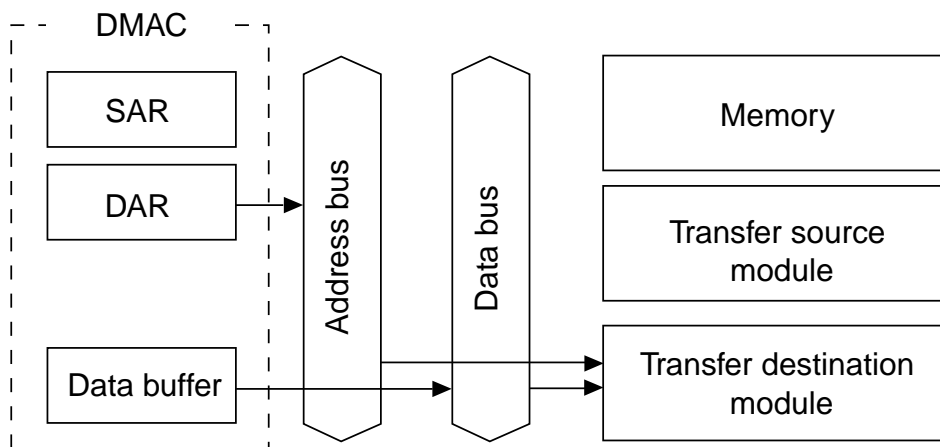 DMAC
SAR
DAR
Data buffer
Address bus
Data bus
Memory
Transfer source
module
Transfer destination
module